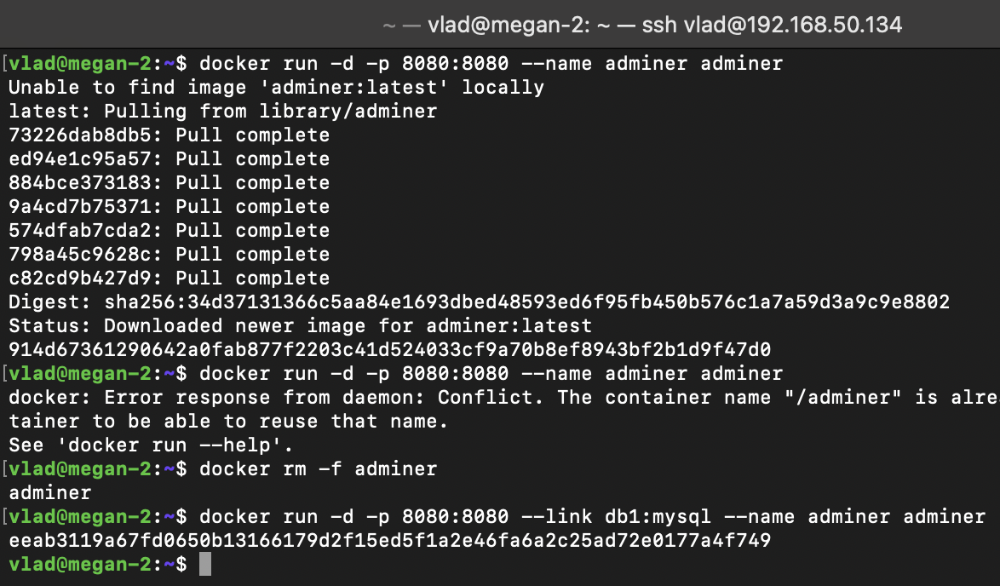 ~ — vlad@megan-2: ~ — ssh vlad@192.168.50.134
[vlad@megan-2:~$ docker run -d -p 8080:8080 --name adminer adminer
Unable to find image 'adminer:latest' locally
latest: Pulling from library/adminer
73226dab8db5: Pull complete
ed94e1c95a57: Pull complete
884bce373183: Pull complete
9a4cd7b75371: Pull complete
574dfab7cda2: Pull complete
798a45c9628c: Pull complete
c82cd9b427d9: Pull complete
Digest: sha256:34d37131366c5aa84e1693dbed48593ed6f95fb450b576c1a7a59d3a9c9e8802
Status: Downloaded newer image for adminer:latest
914d67361290642a0fab877f2203c41d524033cf9a70b8ef8943bf2b1d9f47d0
[vlad@megan-2:~$ docker run -d -p 8080:8080 --name adminer adminer
docker: Error response from daemon: Conflict. The container name "/adminer" is alre
tainer to be able to reuse that name.
See 'docker run --help'.
[vlad@megan-2:~$ docker rm -f adminer
adminer
[vlad@megan-2:~$ docker run -d -p 8080:8080 --link db1:mysql --name adminer adminer
eeab3119a67fd0650b13166179d2f15ed5f1a2e46fa6a2c25ad72e0177a4f749
vlad@megan-2:~$